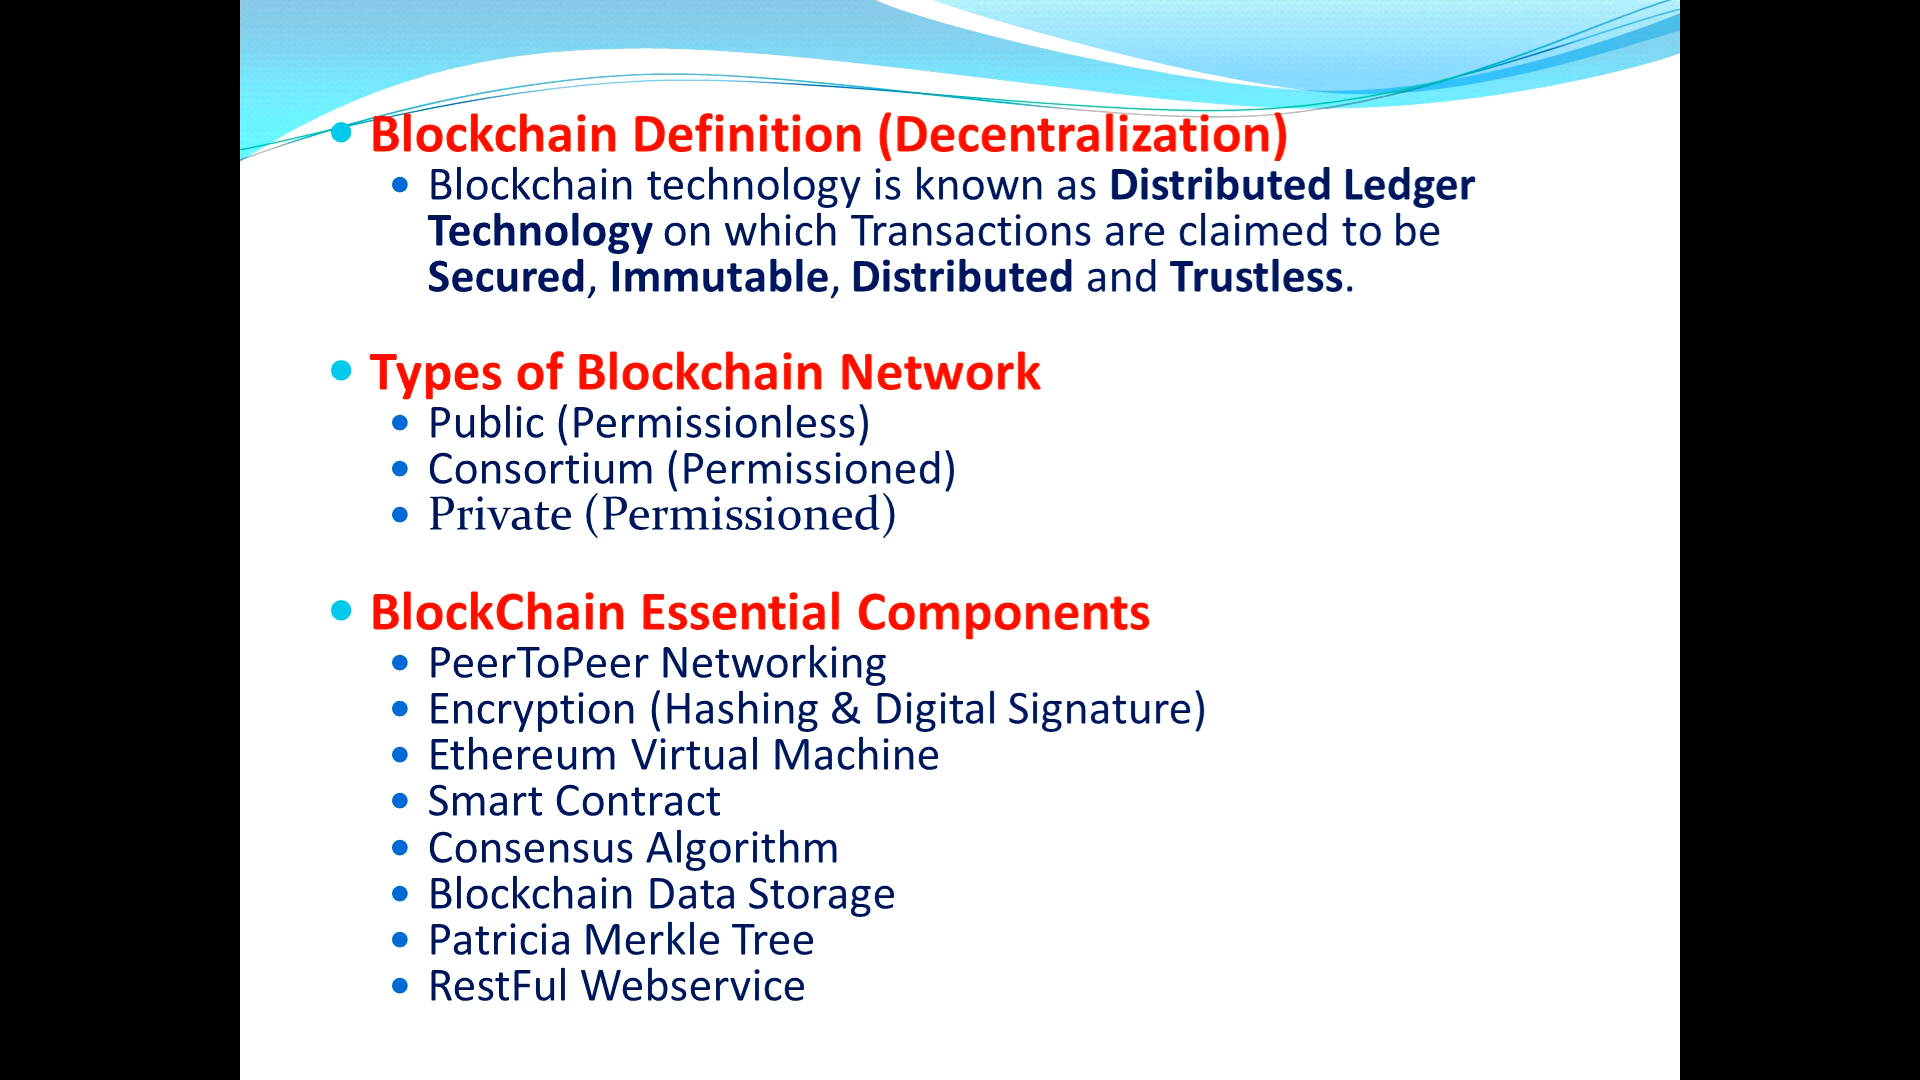 Blockchain Definition (Decentralization)
Blockchain technology is known as Distributed Ledger
Technology on which Transactions are claimed to be
Secured, Immutable, Distributed and Trustless.
Types of Blockchain Network
Public (Permissionless)
Consortium (Permissioned)
Private (Permissioned)
BlockChain Essential Components
PeerToPeer Networking
Encryption (Hashing & Digital Signature)
Ethereum Virtual Machine
Smart Contract
Consensus Algorithm
Blockchain Data Storage
Patricia Merkle Tree
RestFul Webservice